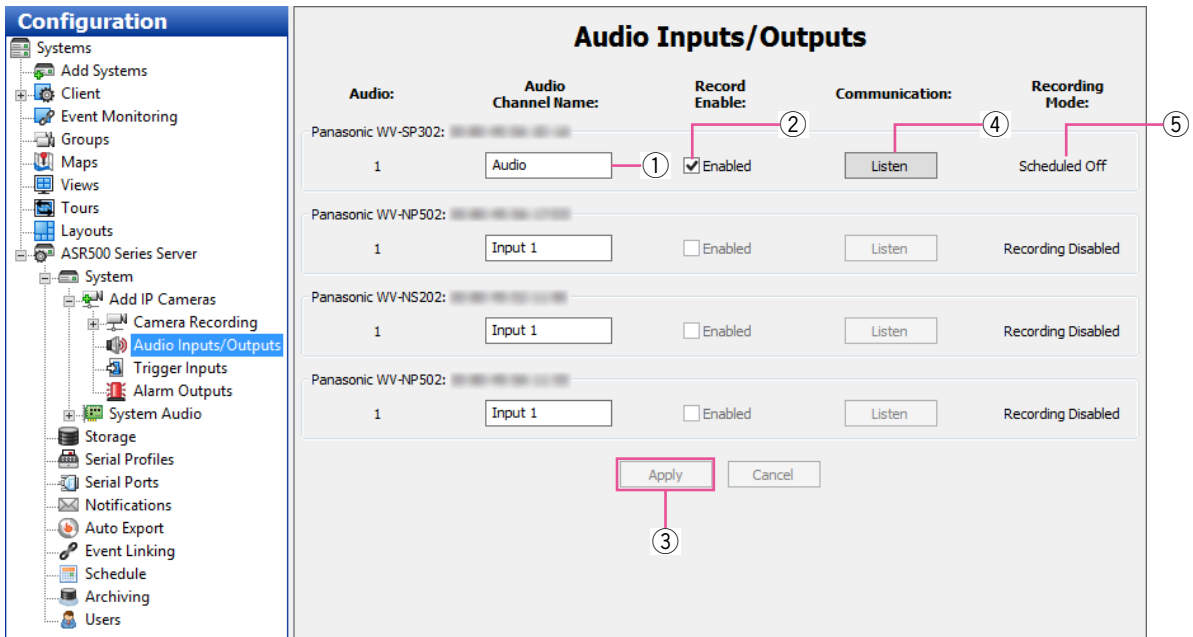 Configuration
Systems
Add Systems
Client
Event Monitoring
Groups
Maps
Views
Tours
Layouts
ASR500 Series Server
System
Add IP Cameras
Camera Recording
Audio Inputs/Outputs
Trigger Inputs
Alarm Outputs
System Audio
Storage
Serial Profiles
Serial Ports
Notifications
Auto Export
Event Linking
Schedule
Archiving
Users
Audio Inputs/Outputs
Audio: Audio Channel Name: Record Enable: Communication: Recording Mode:
Panasonic WV-SP302:
② ④ ⑤
1 Audio ① Enabled Listen Scheduled Off
Panasonic WV-NP502:
1 Input 1 Enabled Listen Recording Disabled
Panasonic WV-NS202:
1 Input 1 Enabled Listen Recording Disabled
Panasonic WV-NP502:
1 Input 1 Enabled Listen Recording Disabled
Apply Cancel
③